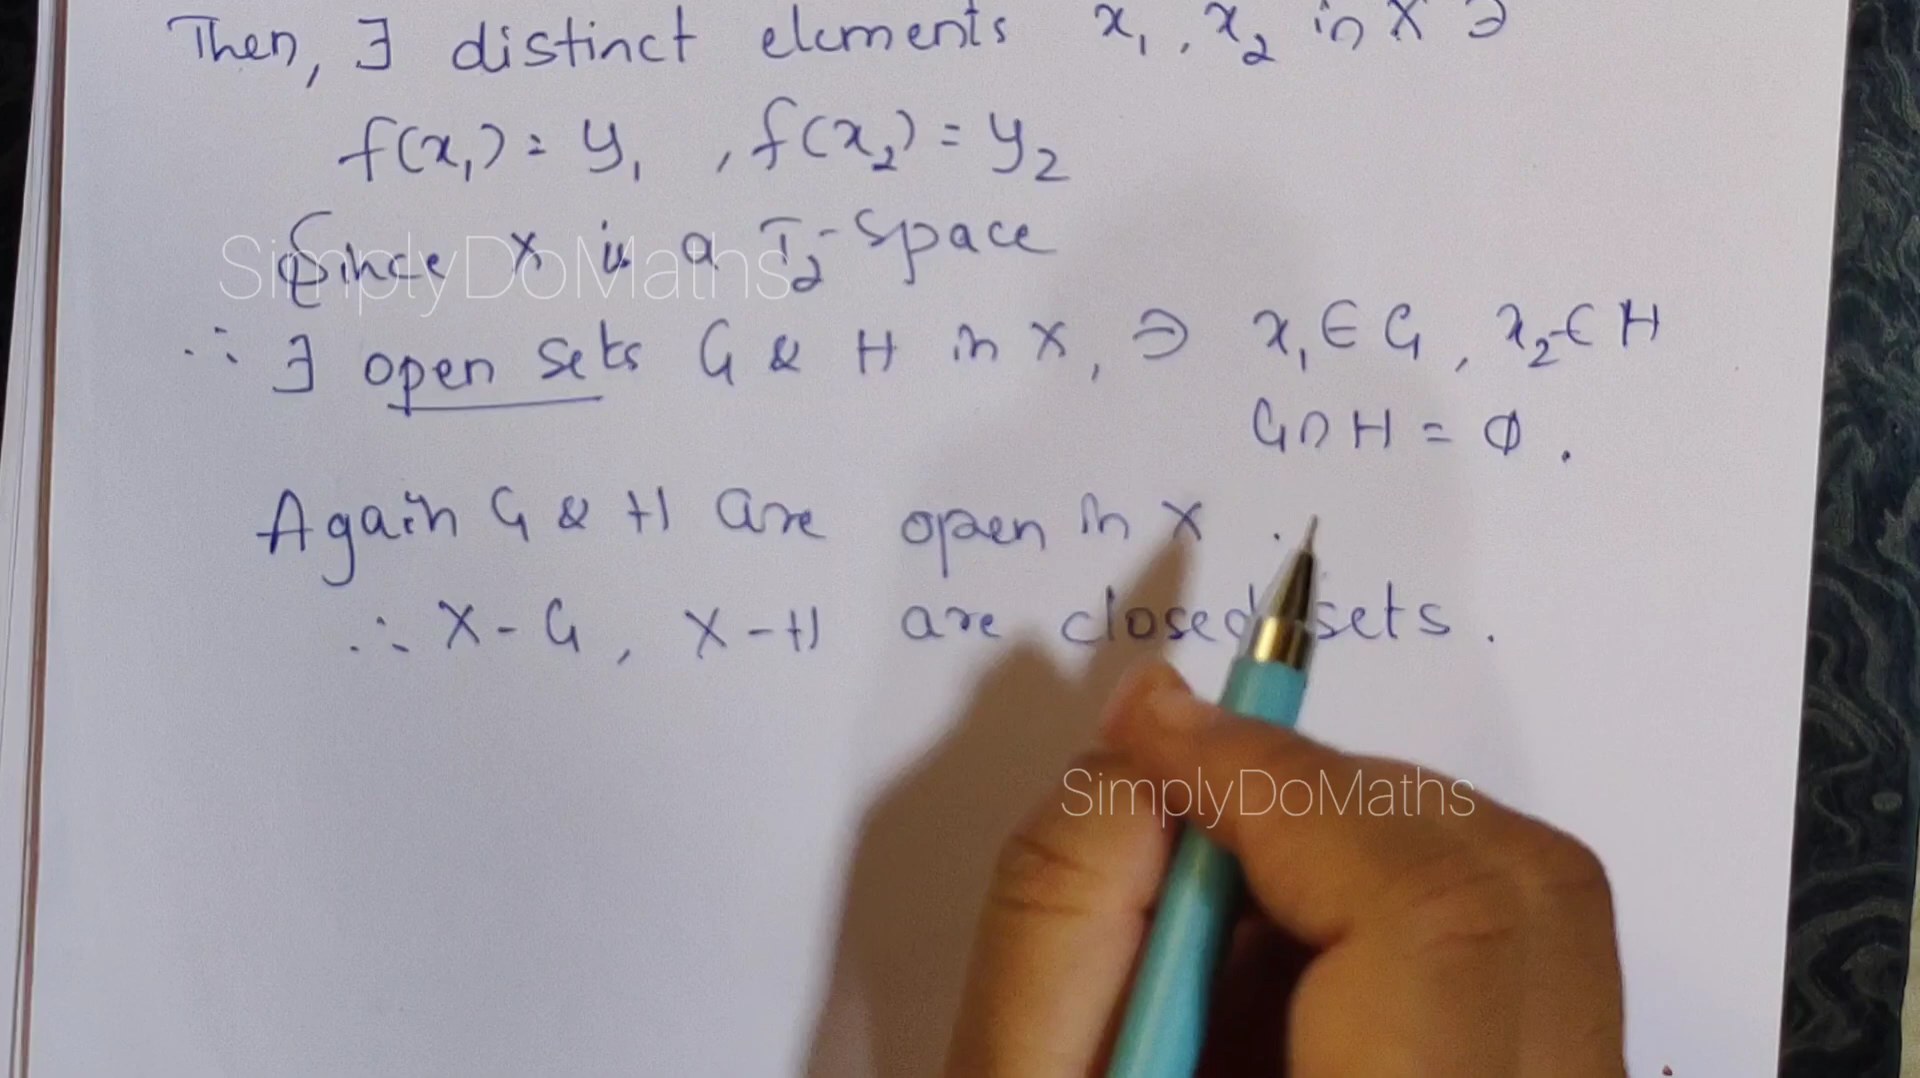 Then, ∃ distinct elements x₁, x₂ in X ∋
f(x₁) = y₁, f(x₂) = y₂
Since X is a T₂-space
SimplyDoMaths
∴ ∃ open sets G & H in X, ∋ x₁ ∈ G, x₂ ∈ H
G ∩ H = ϕ.
Again G & H are open in X.
∴ X - G, X - H are closed sets.
SimplyDoMaths